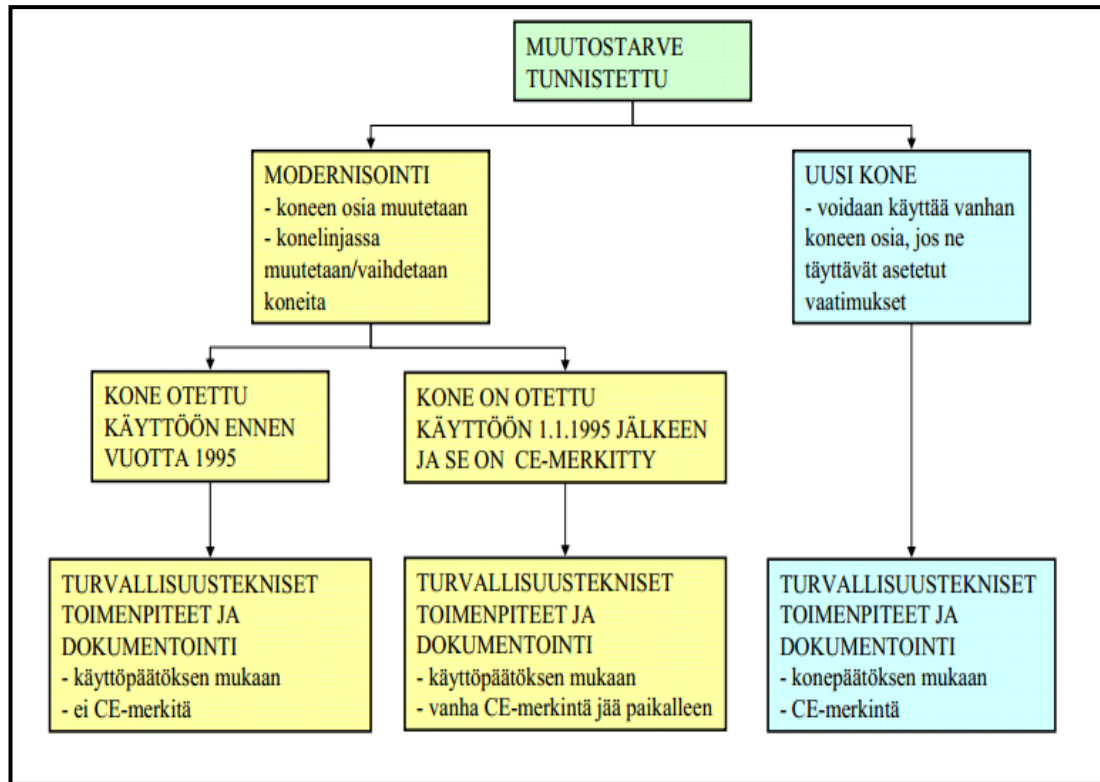 MUUTOSTARVE
TUNNISTETTU
MODERNISOINTI
- koneen osia muutetaan
- konelinjassa
muutetaan/vaihdetaan
koneita
UUSI KONE
- voidaan käyttää vanhan
koneen osia, jos ne
täyttävät asetetut
vaatimukset
KONE OTETTU
KÄYTTÖÖN ENNEN
VUOTTA 1995
KONE ON OTETTU
KÄYTTÖÖN 1.1.1995 JÄLKEEN
JA SE ON CE-MERKITTY
TURVALLISUUSTEKNISET
TOIMENPITEET JA
DOKUMENTOINTI
- käyttöpäätöksen mukaan
- ei CE-merkitä
TURVALLISUUSTEKNISET
TOIMENPITEET JA
DOKUMENTOINTI
- käyttöpäätöksen mukaan
- vanha CE-merkintä jää paikalleen
TURVALLISUUSTEKNISET
TOIMENPITEET JA
DOKUMENTOINTI
- konepäätöksen mukaan
- CE-merkintä